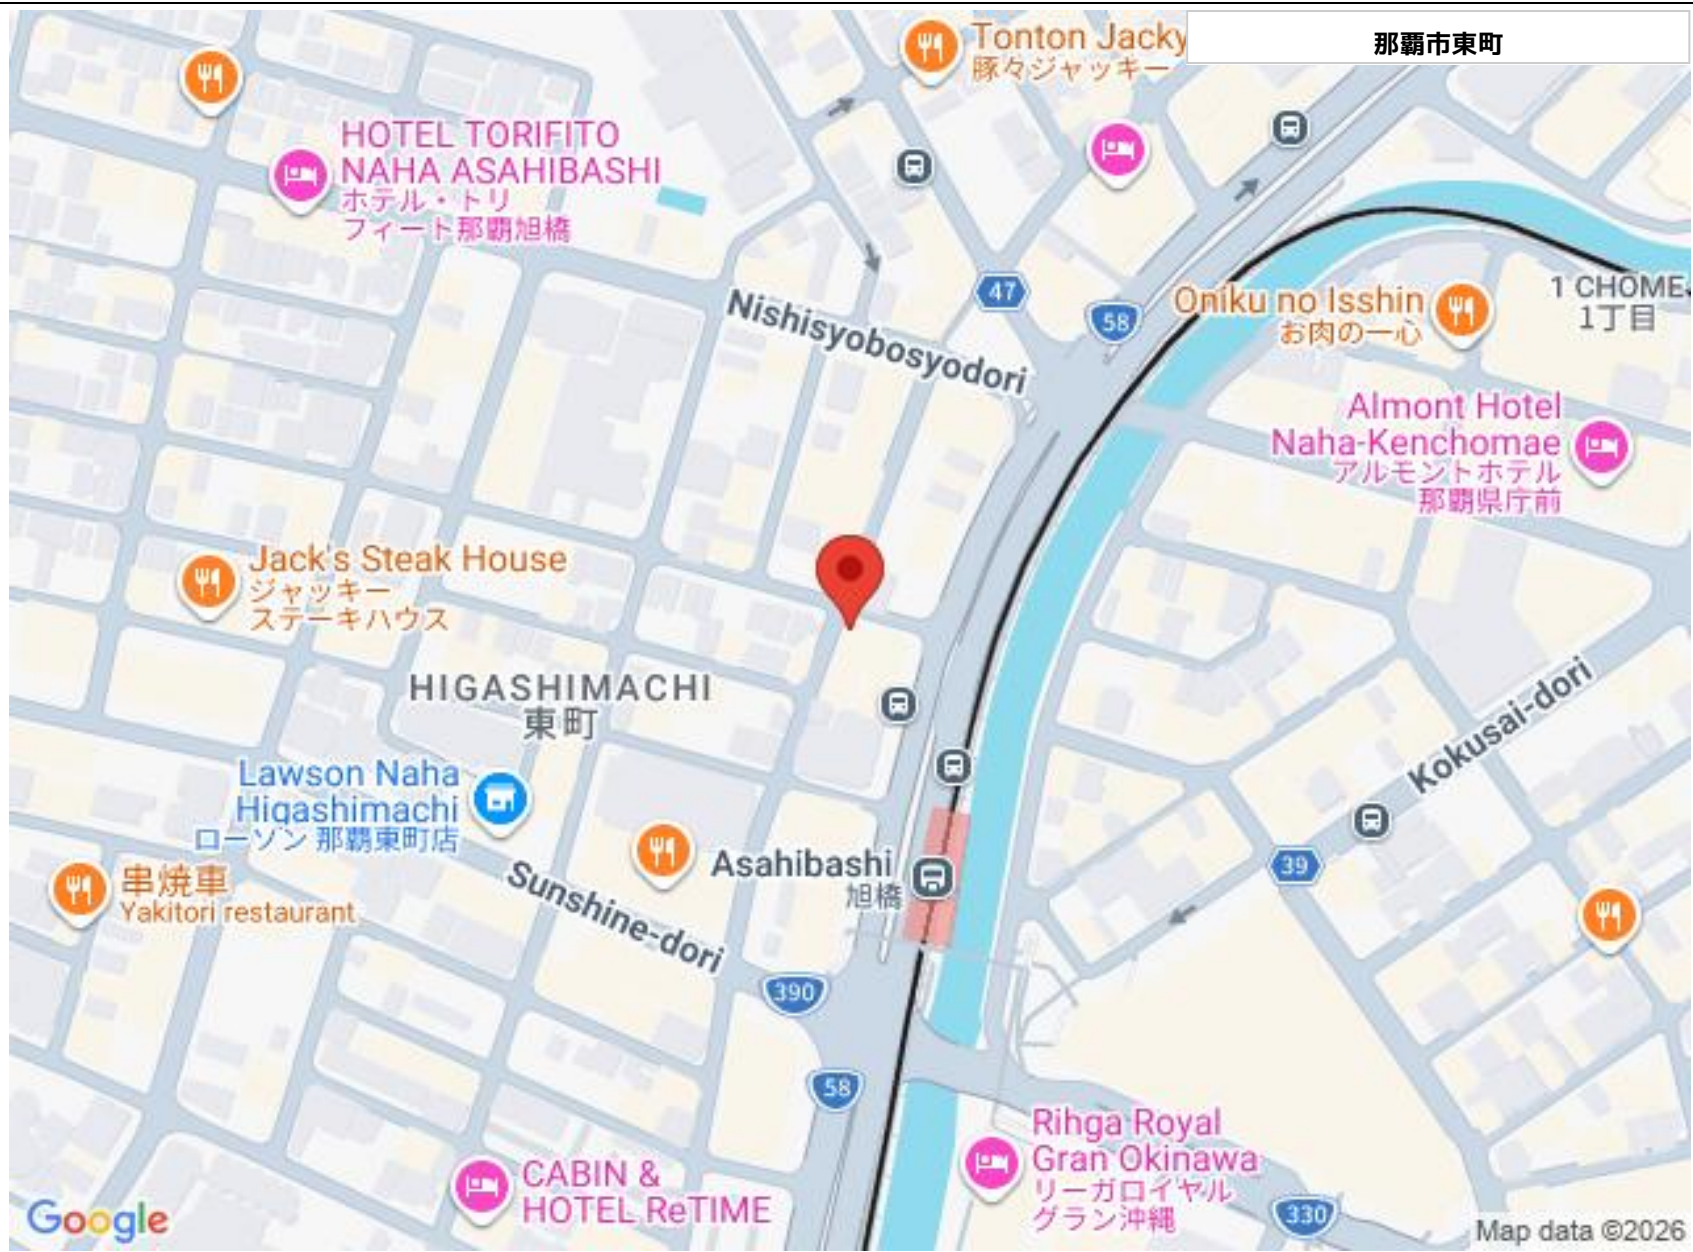 Tonton Jacky
豚々ジャッキー
那覇市東町
HOTEL TORIFITO
NAHA ASAHIBASHI
ホテル・トリ
フィート那覇旭橋
47
58
Nishisyobosyodori
Oniku no Isshin
お肉の一心
1 CHOME
1丁目
Almont Hotel
Naha-Kenchomae
アルモントホテル
那覇県庁前
Jack's Steak House
ジャッキー
ステーキハウス
HIGASHIMACHI
東町
Kokusai-dori
Lawson Naha
Higashimachi
ローソン 那覇東町店
Asahibashi
旭橋
39
串焼車
Yakitori restaurant
Sunshine-dori
390
58
Rihga Royal
Gran Okinawa
リーガロイヤル
グラン沖縄
CABIN &
HOTEL ReTIME
330
Google
Map data ©2026